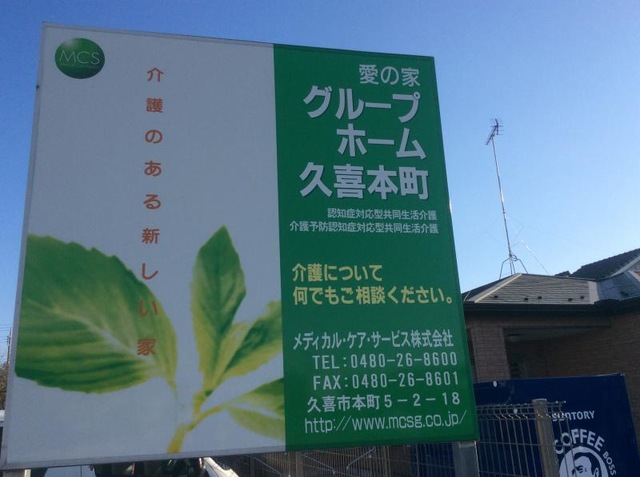 MCS
介護のある新しい家
愛の家
グループ
ホーム
久喜本町
認知症対応型共同生活介護
介護予防認知症対応型共同生活介護
介護について
何でもご相談ください。
メディカル・ケア・サービス株式会社
TEL:0480-26-8600
FAX:0480-26-8601
久喜市本町5-2-18
http://www.mcsg.co.jp/
SUNTORY
COFFEE
BOSS